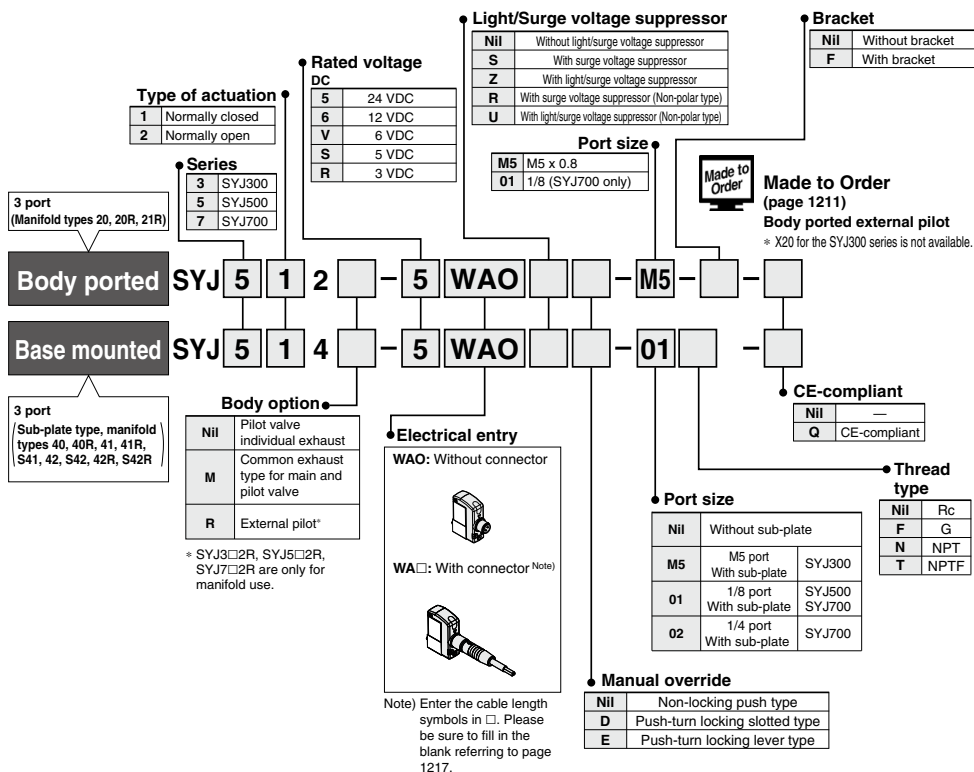 Light/Surge voltage suppressor
Nil Without light/surge voltage suppressor
S With surge voltage suppressor
Z With light/surge voltage suppressor
R With surge voltage suppressor (Non-polar type)
U With light/surge voltage suppressor (Non-polar type)
Bracket
Nil Without bracket
F With bracket
Rated voltage
DC
5 24 VDC
6 12 VDC
V 6 VDC
S 5 VDC
R 3 VDC
Type of actuation
1 Normally closed
2 Normally open
Port size
M5 M5 x 0.8
01 1/8 (SYJ700 only)
Series
3 SYJ300
5 SYJ500
7 SYJ700
Made to Order
Made to Order
(page 1211)
Body ported external pilot
* X20 for the SYJ300 series is not available.
3 port
(Manifold types 20, 20R, 21R)
Body ported SYJ 5 1 2 – 5 WAO – M5 – –
Base mounted SYJ 5 1 4 – 5 WAO – 01 –
3 port
(Sub-plate type, manifold
types 40, 40R, 41, 41R,
S41, 42, S42, 42R, S42R)
Body option
Nil Pilot valve
individual exhaust
M Common exhaust
type for main and
pilot valve
R External pilot*
* SYJ3□2R, SYJ5□2R,
SYJ7□2R are only for
manifold use.
Electrical entry
WAO: Without connector
WA□: With connector Note)
Note) Enter the cable length
symbols in □. Please
be sure to fill in the
blank referring to page
1217.
CE-compliant
Nil —
Q CE-compliant
Thread
type
Nil Rc
F G
N NPT
T NPTF
Port size
Nil Without sub-plate
M5 M5 port
With sub-plate SYJ300
01 1/8 port
With sub-plate SYJ500
SYJ700
02 1/4 port
With sub-plate SYJ700
Manual override
Nil Non-locking push type
D Push-turn locking slotted type
E Push-turn locking lever type